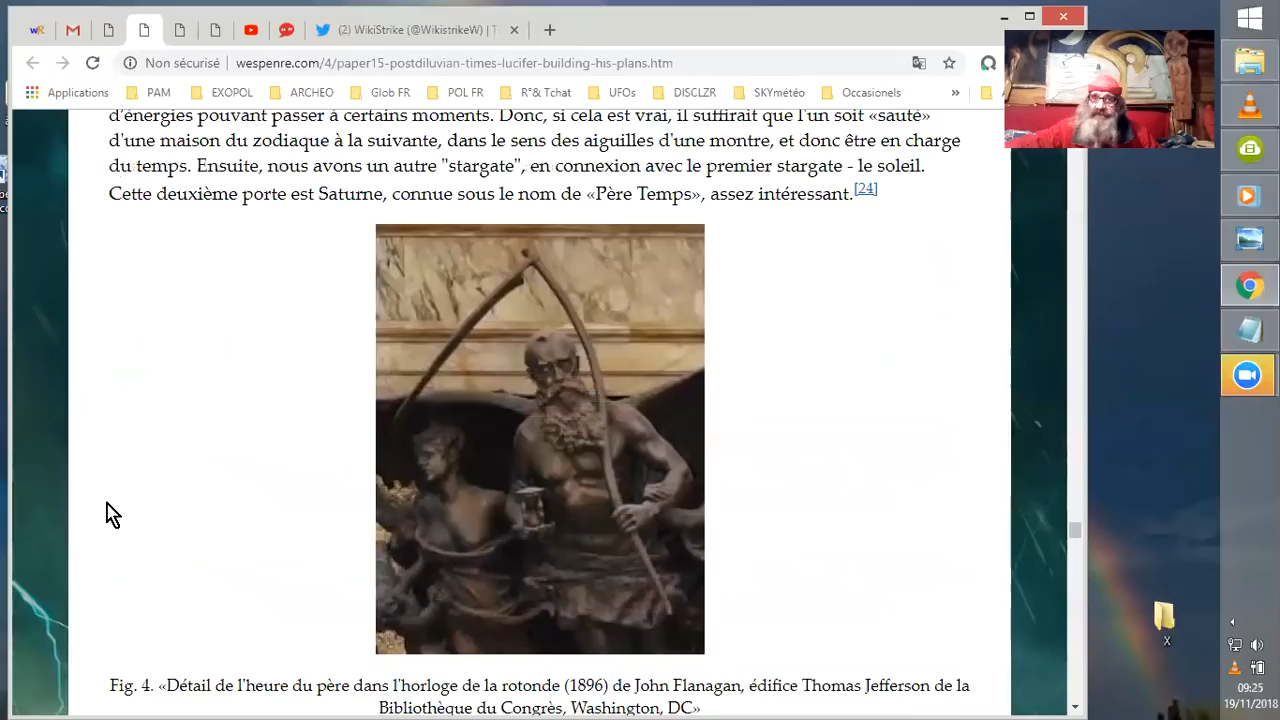 (2) WikiStrike (@WikistrikeW) | T
Non sécurisé | wespenre.com/4/paper13-postdiluvian-times-lucifer-building-his-plans.htm
Applications PAM EXOPOL ARCHEO Glob FR POL FR POL Tchat UFOS DISCLZR SKYmétéo Occasionels »
d'énergies pouvant passer à certains moments. Donc, si cela est vrai, il suffirait que l'un soit «sauté»
d'une maison du zodiaque à la suivante, dans le sens des aiguilles d'une montre, et donc être en charge
du temps. Ensuite, nous avons un autre "stargate", en connexion avec le premier stargate - le soleil.
Cette deuxième porte est Saturne, connue sous le nom de «Père Temps», assez intéressant.[24]
Fig. 4. «Détail de l'heure du père dans l'horloge de la rotonde (1896) de John Flanagan, édifice Thomas Jefferson de la
Bibliothèque du Congrès, Washington, DC»
X
09:25
19/11/2018